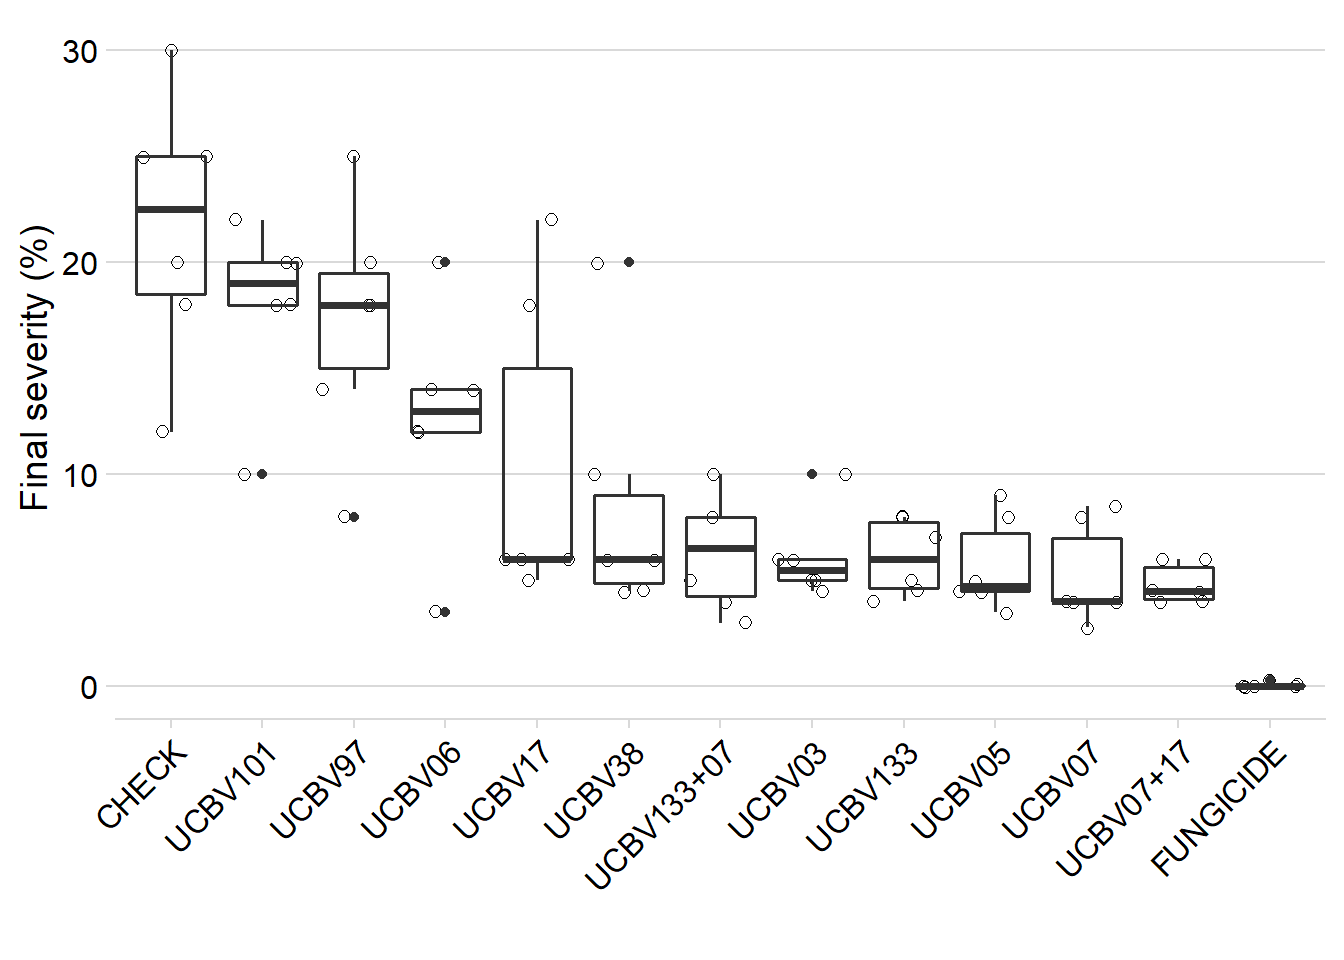 Final severity (%)
30
20
10
0
CHECK
UCBV101
UCBV97
UCBV06
UCBV17
UCBV38
UCBV133+07
UCBV03
UCBV133
UCBV05
UCBV07
UCBV07+17
FUNGICIDE